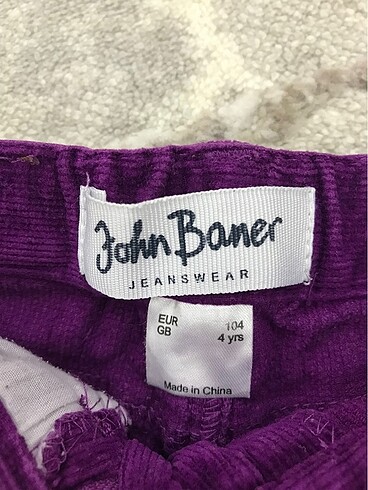 John Baner
JEANSWEAR
EUR 104
GB 4 yrs
Made in China